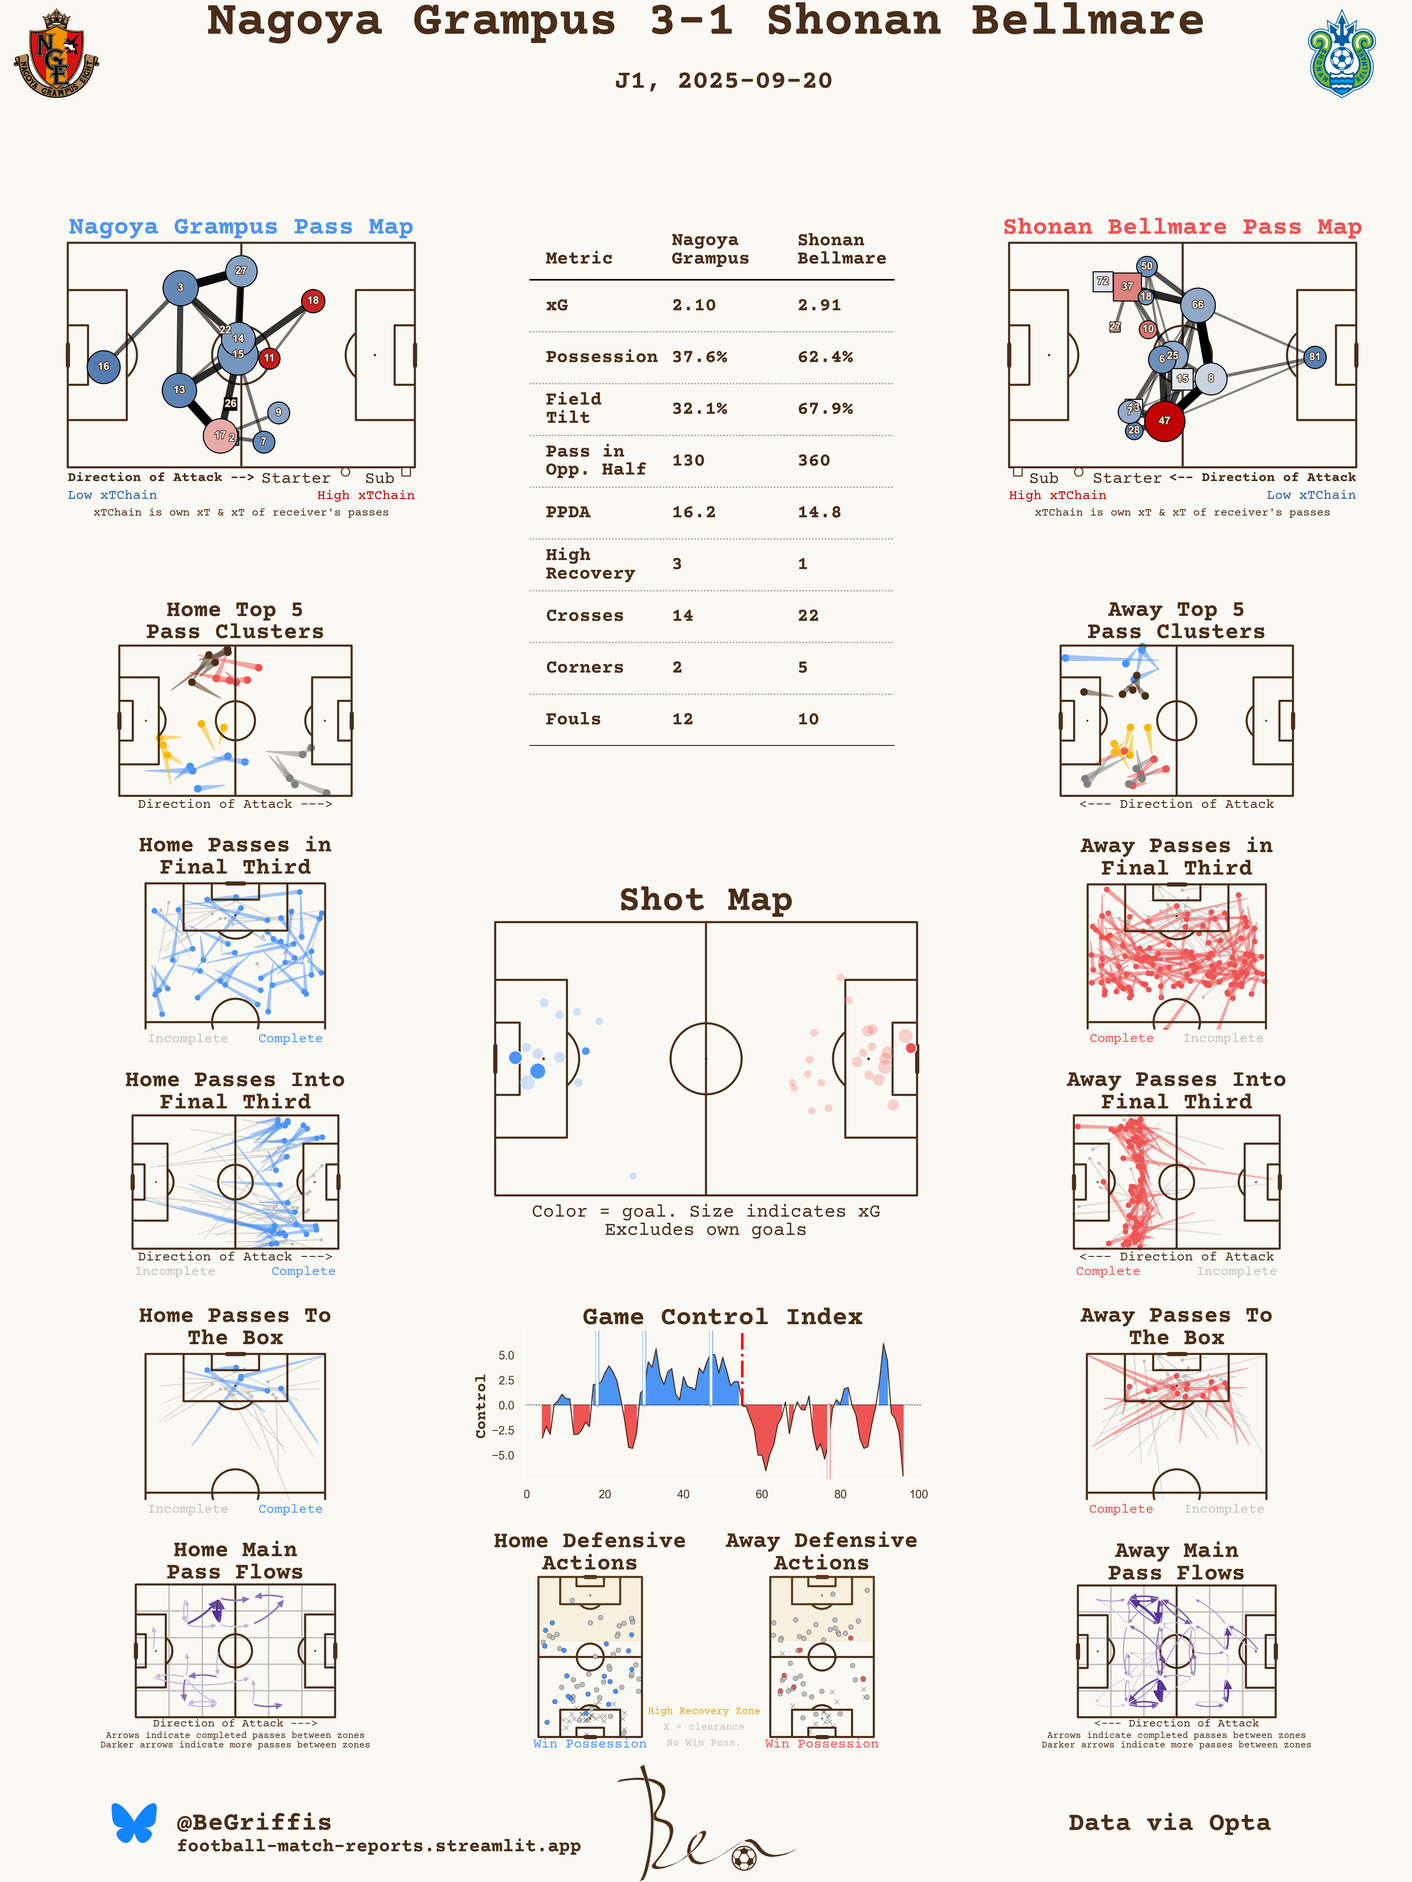 Nagoya Grampus 3-1 Shonan Bellmare
J1, 2025-09-20
NAGOYA GRAMPUS EIGHT
Nagoya Grampus Pass Map
3
27
18
22
14
15
11
16
13
26
9
17
2
7
Direction of Attack --> Starter Sub
Low xTChain High xTChain
xTChain is own xT & xT of receiver's passes
Metric Nagoya Grampus Shonan Bellmare
xG 2.10 2.91
Possession 37.6% 62.4%
Field Tilt 32.1% 67.9%
Pass in Opp. Half 130 360
PPDA 16.2 14.8
High Recovery 3 1
Crosses 14 22
Corners 2 5
Fouls 12 10
Shonan Bellmare Pass Map
50
72
37
18
66
27
10
6
25
81
15
8
7
47
28
Sub Starter <-- Direction of Attack
High xTChain Low xTChain
xTChain is own xT & xT of receiver's passes
Home Top 5
Pass Clusters
Direction of Attack --->
Away Top 5
Pass Clusters
<--- Direction of Attack
Home Passes in
Final Third
Incomplete Complete
Shot Map
Color = goal. Size indicates xG
Excludes own goals
Away Passes in
Final Third
Complete Incomplete
Home Passes Into
Final Third
Direction of Attack --->
Incomplete Complete
Away Passes Into
Final Third
<--- Direction of Attack
Complete Incomplete
Home Passes To
The Box
Incomplete Complete
Game Control Index
Control
5.0
2.5
0.0
−2.5
−5.0
0 20 40 60 80 100
Away Passes To
The Box
Complete Incomplete
Home Main
Pass Flows
Direction of Attack --->
Arrows indicate completed passes between zones
Darker arrows indicate more passes between zones
Home Defensive
Actions
Win Possession
High Recovery Zone
X = clearance
No Win Poss.
Away Defensive
Actions
Win Possession
Away Main
Pass Flows
<--- Direction of Attack
Arrows indicate completed passes between zones
Darker arrows indicate more passes between zones
@BeGriffis
football-match-reports.streamlit.app
Ben
Data via Opta